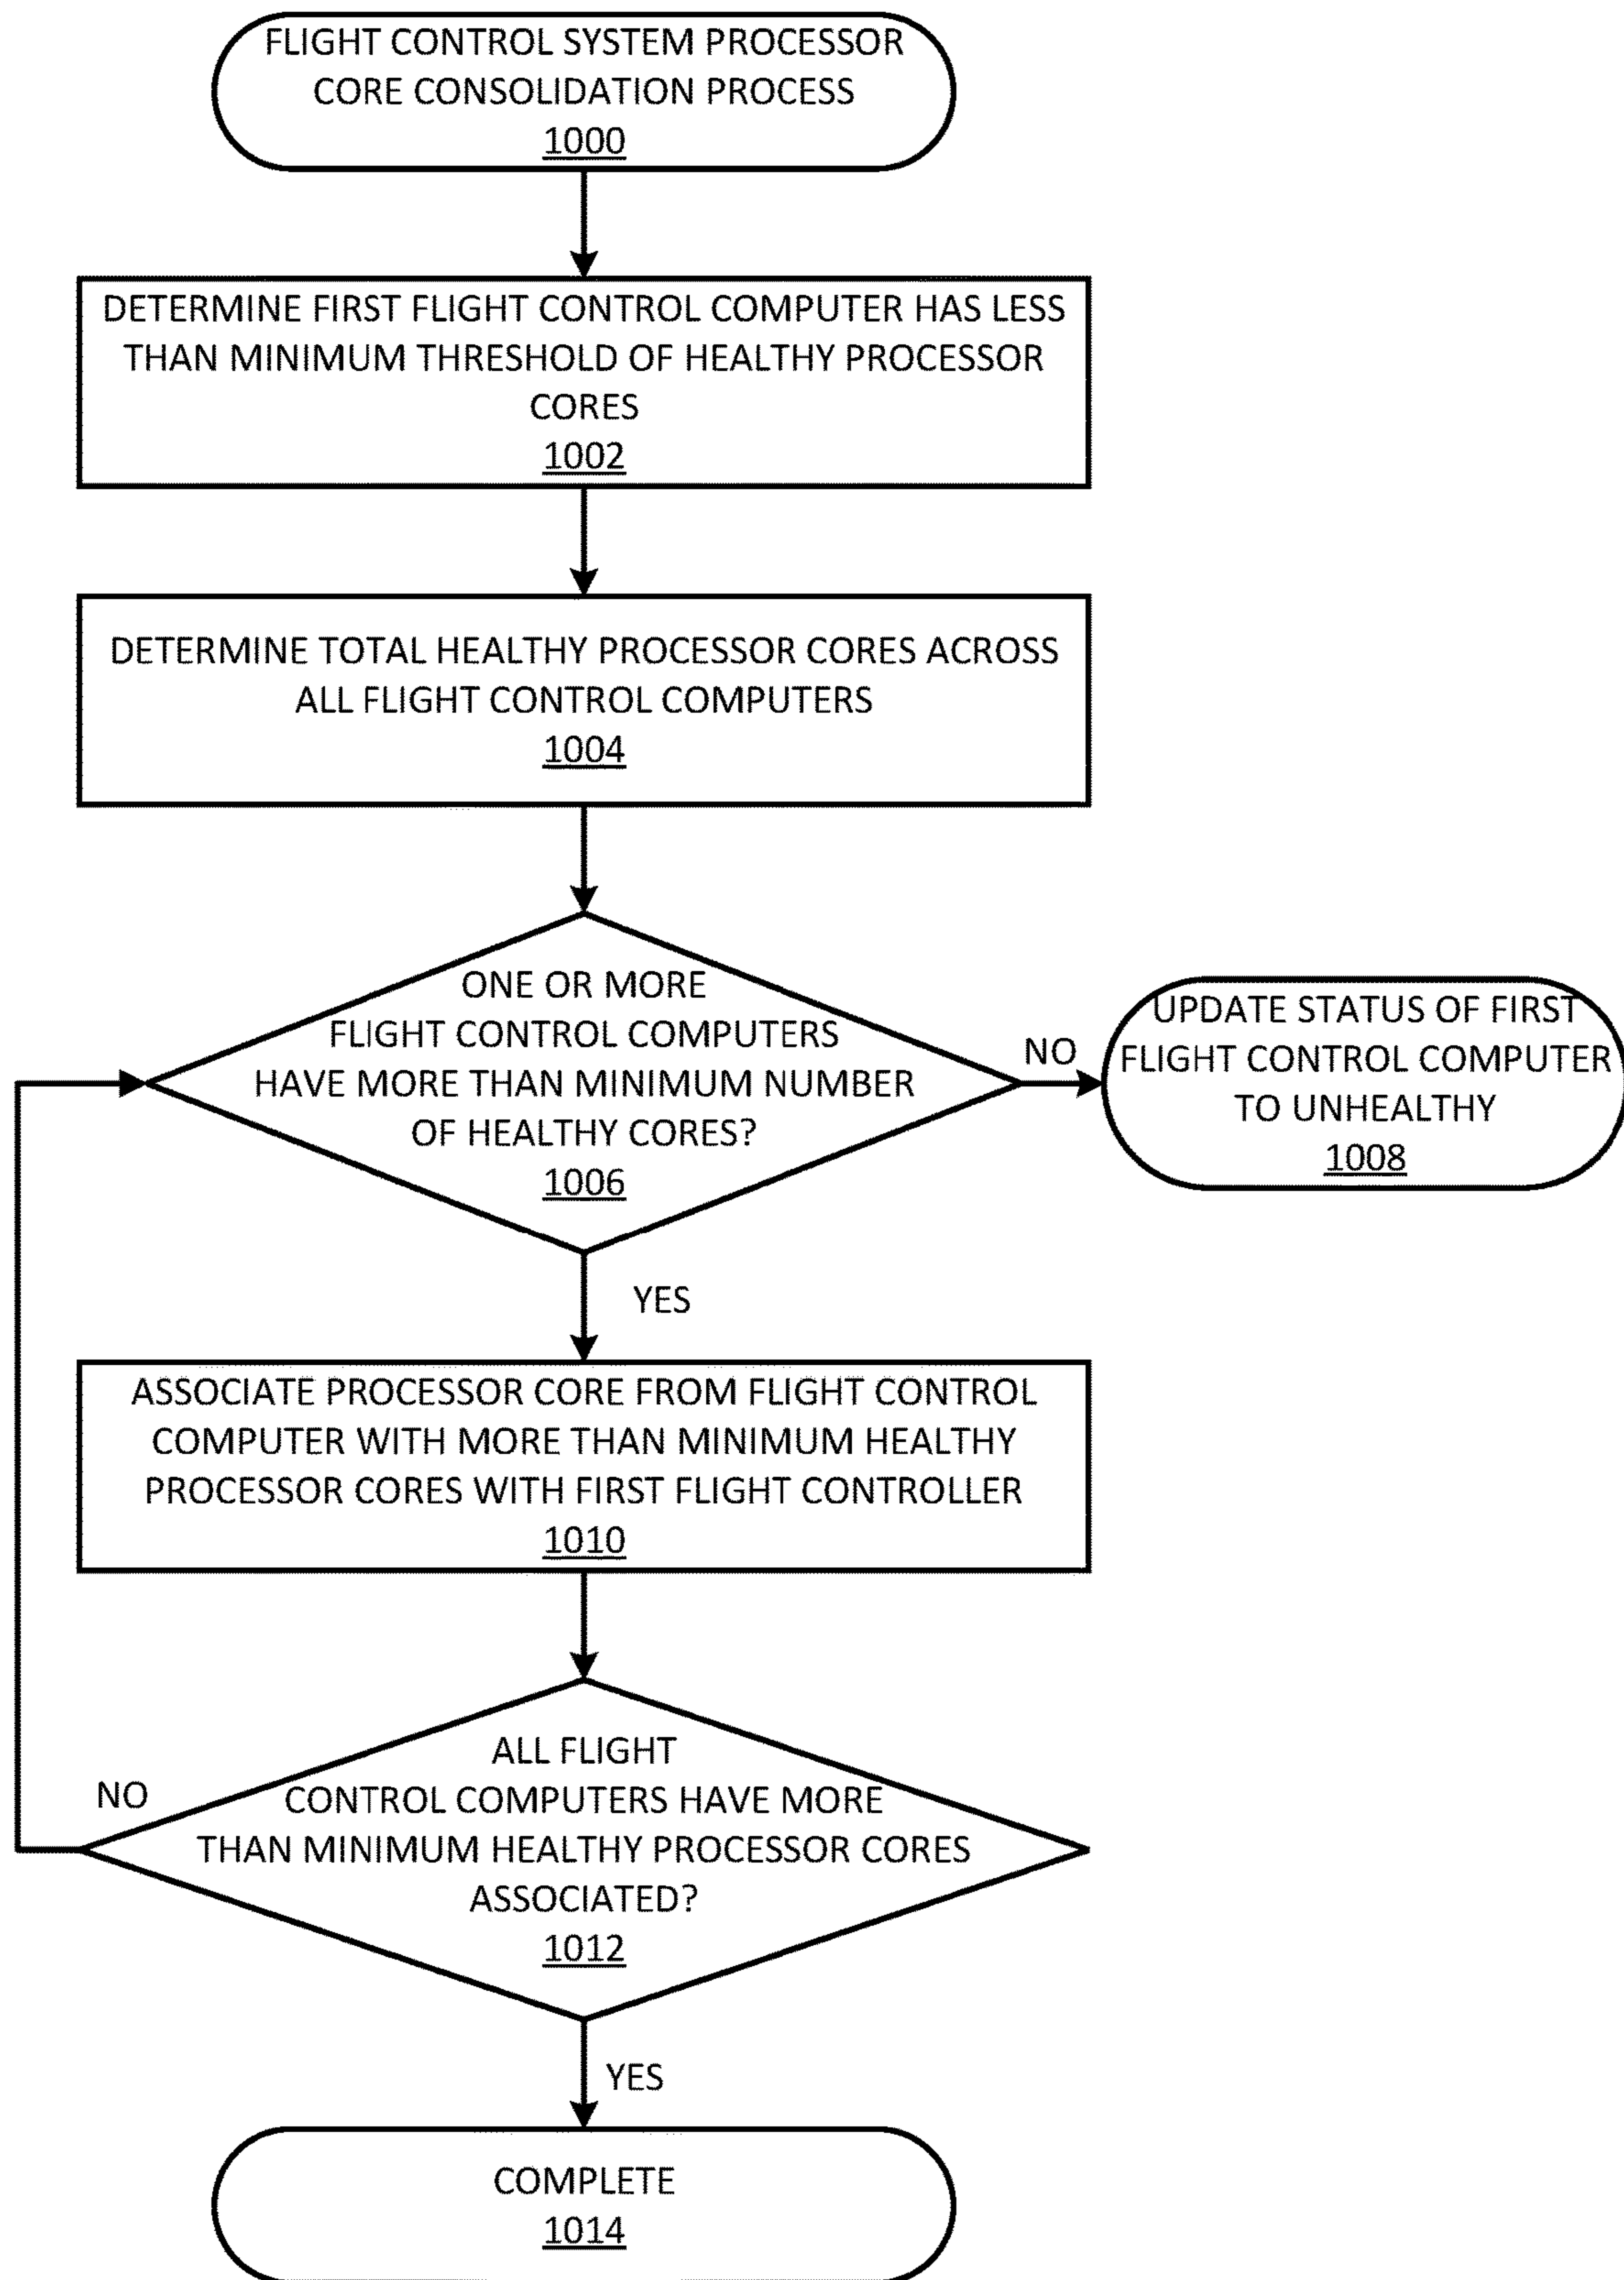 FLIGHT CONTROL SYSTEM PROCESSOR
CORE CONSOLIDATION PROCESS
1000
DETERMINE FIRST FLIGHT CONTROL COMPUTER HAS LESS
THAN MINIMUM THRESHOLD OF HEALTHY PROCESSOR
CORES
1002
DETERMINE TOTAL HEALTHY PROCESSOR CORES ACROSS
ALL FLIGHT CONTROL COMPUTERS
1004
ONE OR MORE
FLIGHT CONTROL COMPUTERS
HAVE MORE THAN MINIMUM NUMBER
OF HEALTHY CORES?
1006
NO
UPDATE STATUS OF FIRST
FLIGHT CONTROL COMPUTER
TO UNHEALTHY
1008
YES
ASSOCIATE PROCESSOR CORE FROM FLIGHT CONTROL
COMPUTER WITH MORE THAN MINIMUM HEALTHY
PROCESSOR CORES WITH FIRST FLIGHT CONTROLLER
1010
ALL FLIGHT
CONTROL COMPUTERS HAVE MORE
THAN MINIMUM HEALTHY PROCESSOR CORES
ASSOCIATED?
1012
NO
YES
COMPLETE
1014